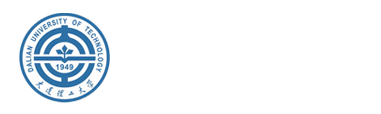 DALIAN UNIVERSITY OF TECHNOLOGY
1949
大连理工大学